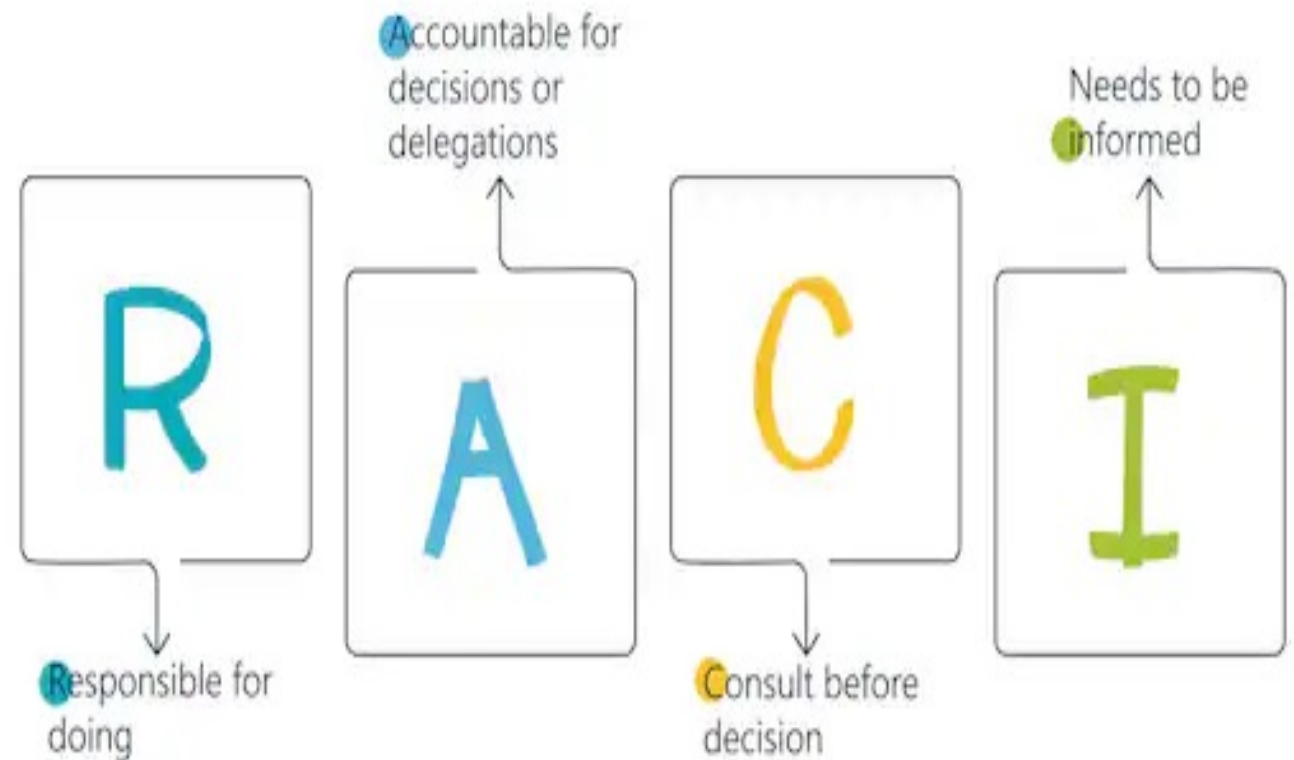 R
Responsible for
doing
A
Accountable for
decisions or
delegations
C
Consult before
decision
I
Needs to be
informed